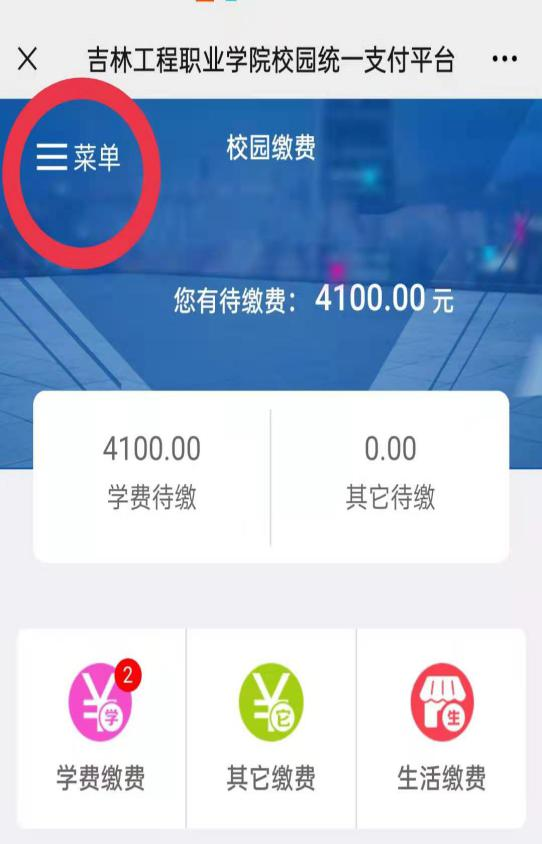 吉林工程职业学院校园统一支付平台
菜单
校园缴费
您有待缴费：4100.00 元
4100.00
学费待缴
0.00
其它待缴
2
学
学费缴费
它
其它缴费
生
生活缴费